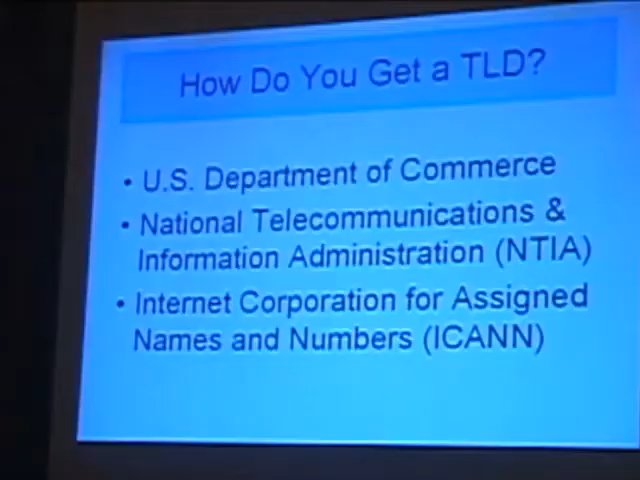 How Do You Get a TLD?
• U.S. Department of Commerce
• National Telecommunications &
Information Administration (NTIA)
• Internet Corporation for Assigned
Names and Numbers (ICANN)